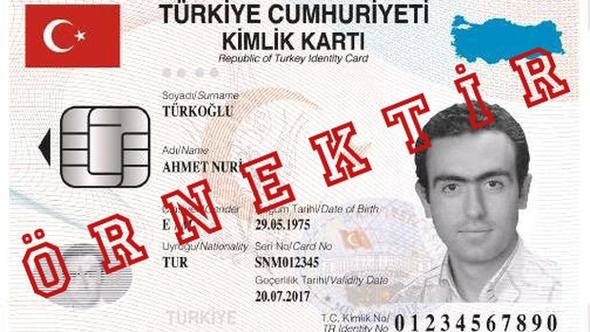 TÜRKİYE CUMHURİYETİ
KİMLİK KARTI
Republic of Turkey Identity Card
Soyadı/Surname
TÜRKOĞLU
Adı/Name
AHMET NURİ
ÖRNEKTİR
Cinsiyeti/Gender Doğum Tarihi/Date of Birth
E 29.05.1975
Uyruğu/Nationality Seri No/Card No
TUR SNM012345
Geçerlilik Tarihi/Validity Date
20.07.2017
TÜRKİYE
T.C. Kimlik No/
TR Identity No
01234567890